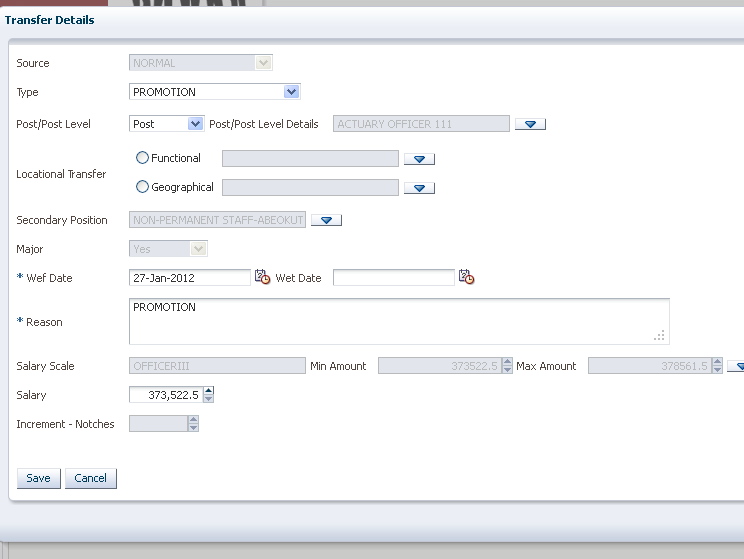 Transfer Details
Source NORMAL
Type PROMOTION
Post/Post Level Post Post/Post Level Details ACTUARY OFFICER 111
Functional
Locational Transfer
Geographical
Secondary Position NON-PERMANENT STAFF-ABEOKUT
Major Yes
* Wef Date 27-Jan-2012 Wet Date
PROMOTION
* Reason
Salary Scale OFFICERIII Min Amount 373522.5 Max Amount 378561.5
Salary 373,522.5
Increment - Notches
Save Cancel